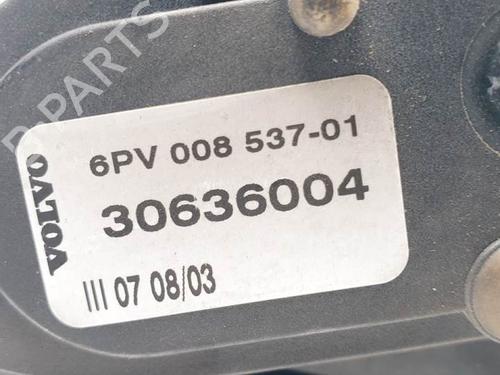 VOLVO
6PV 008 537-01
30636004
III 07 08/03
D-PARTS